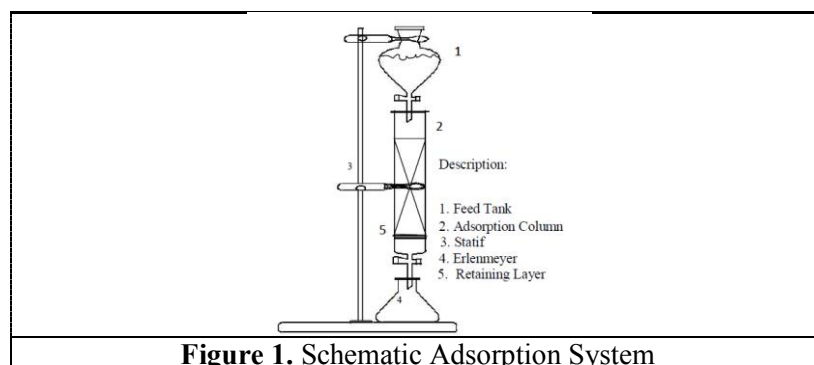 1
2
3
Description:
1. Feed Tank
2. Adsorption Column
5
3. Statif
4. Erlenmeyer
5. Retaining Layer
4
Figure 1. Schematic Adsorption System